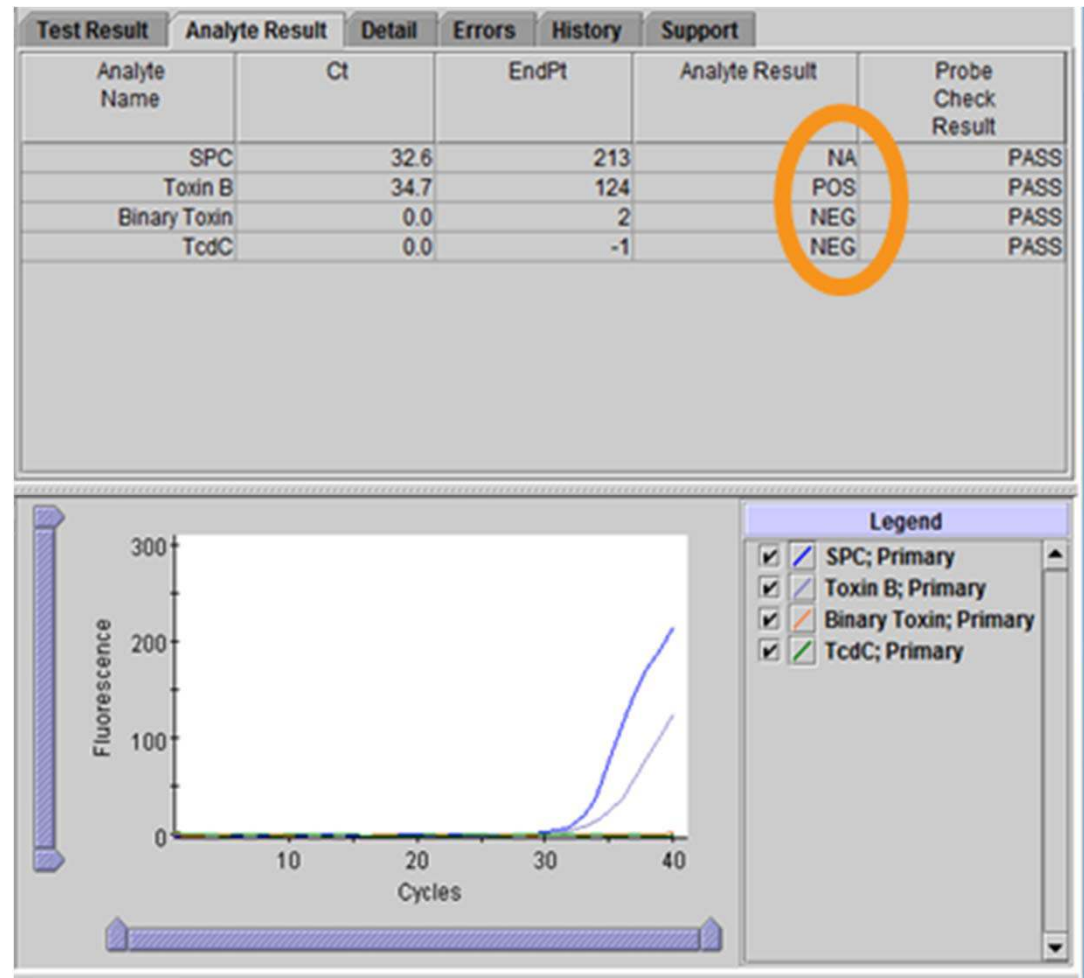 Test Result Analyte Result Detail Errors History Support
Analyte Name Ct EndPt Analyte Result Probe Check Result
SPC 32.6 213 NA PASS
Toxin B 34.7 124 POS PASS
Binary Toxin 0.0 2 NEG PASS
TcdC 0.0 -1 NEG PASS
Legend
SPC; Primary
Toxin B; Primary
Binary Toxin; Primary
TcdC; Primary
300
200
100
0
Fluorescence
10 20 30 40
Cycles